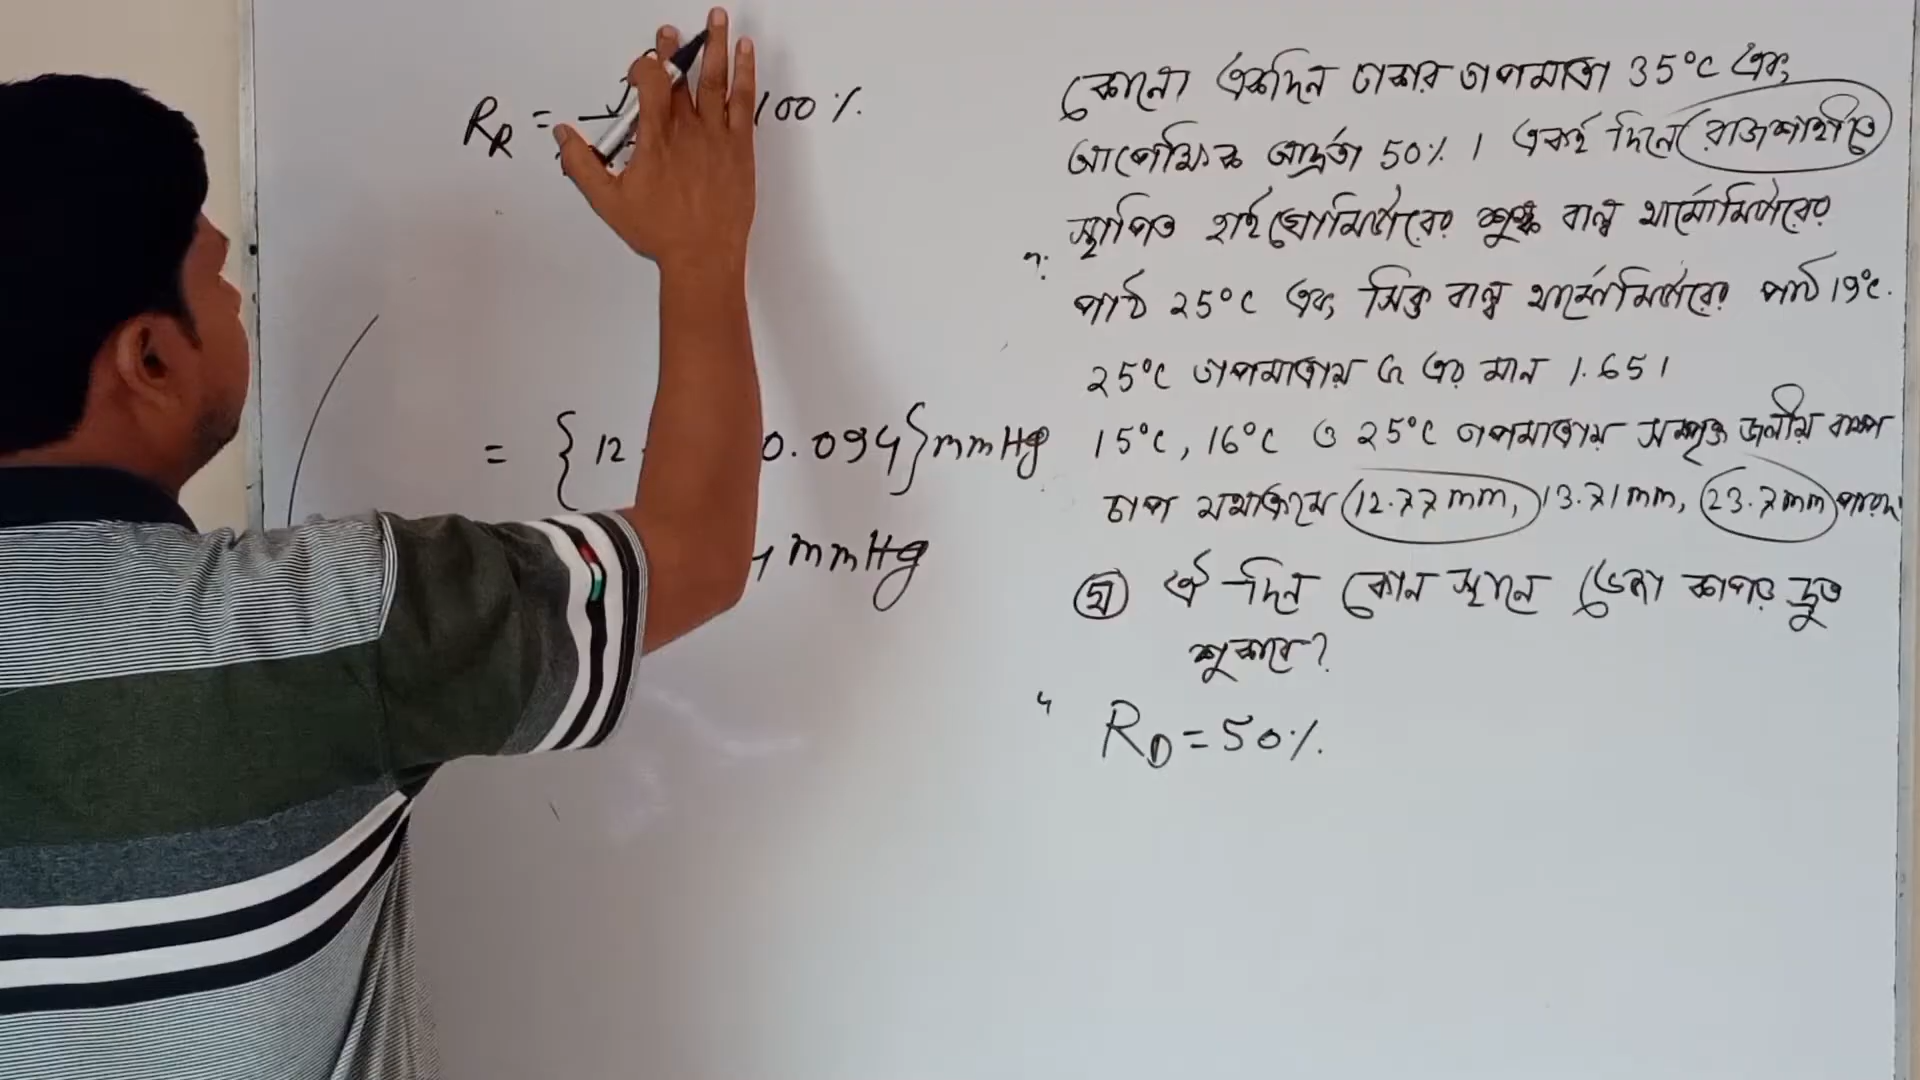 R_R = 100%
= { 12. 0.094} mmHg
mmHg
কোনো একদিন ঢাকার তাপমাত্রা 35°C এবং
আপেক্ষিক আর্দ্রতা 50% । একই দিনে রাজশাহীতে
স্থাপিত হাইগ্রোমিটারের শুষ্ক বাল্ব থার্মোমিটারের
পাঠ 25°C এবং সিক্ত বাল্ব থার্মোমিটারের পাঠ 19°C.
25°C তাপমাত্রায় G এর মান 1.65।
15°C, 16°C ও 25°C তাপমাত্রায় সম্পৃক্ত জলীয় বাষ্প
চাপ যথাক্রমে 12.77mm, 13.71mm, 23.7mm পারদ
ঘ ঐ দিন কোন স্থানে ভেজা কাপড় দ্রুত
শুকাবে?
R_D = 50%.